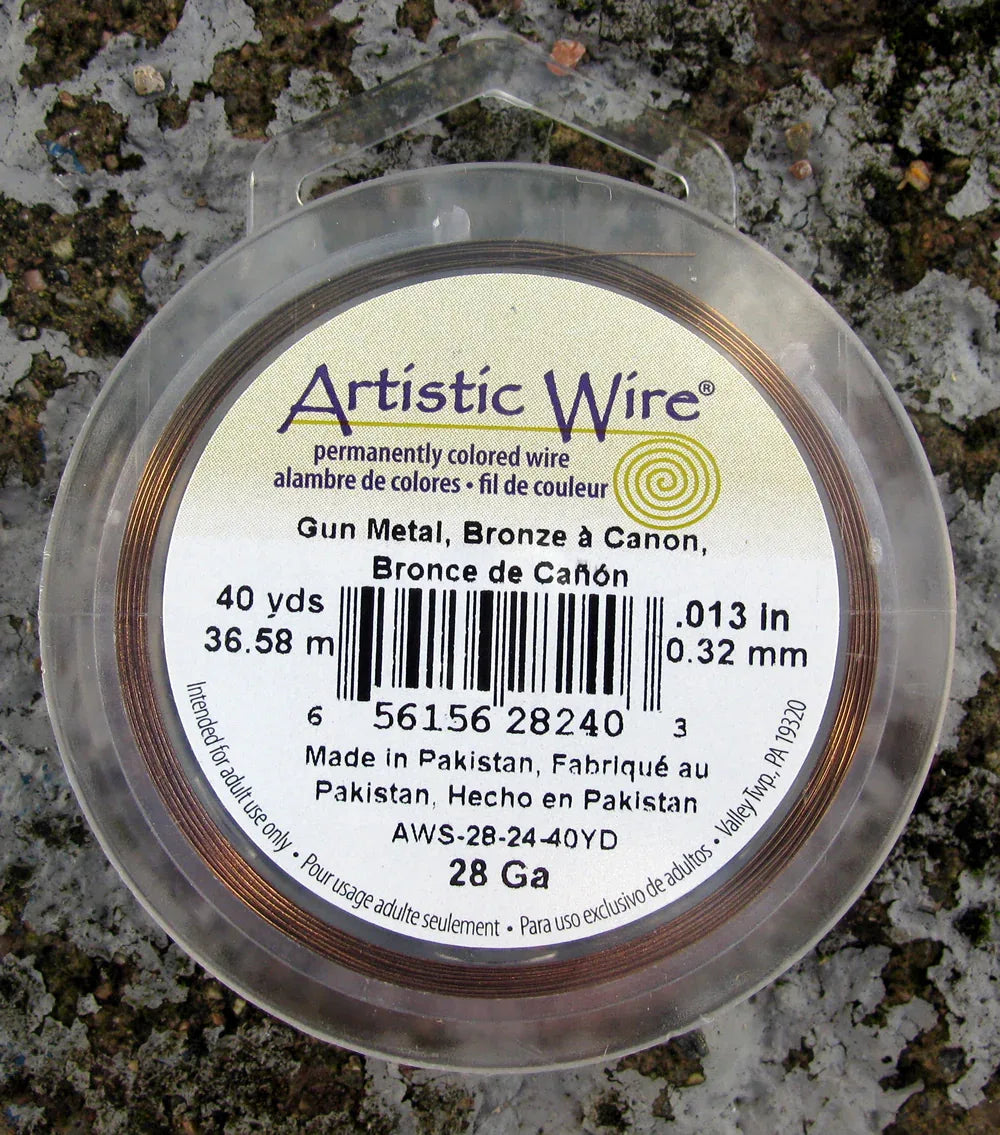 Artistic Wire®
permanently colored wire
alambre de colores • fil de couleur
Gun Metal, Bronze à Canon,
Bronce de Cañón
40 yds
36.58 m
.013 in
0.32 mm
6 56156 28240 3
Made in Pakistan, Fabriqué au
Pakistan, Hecho en Pakistan
AWS-28-24-40YD
28 Ga
Intended for adult use only • Pour usage adulte seulement • Para uso exclusivo de adultos • Valley Twp., PA 19320